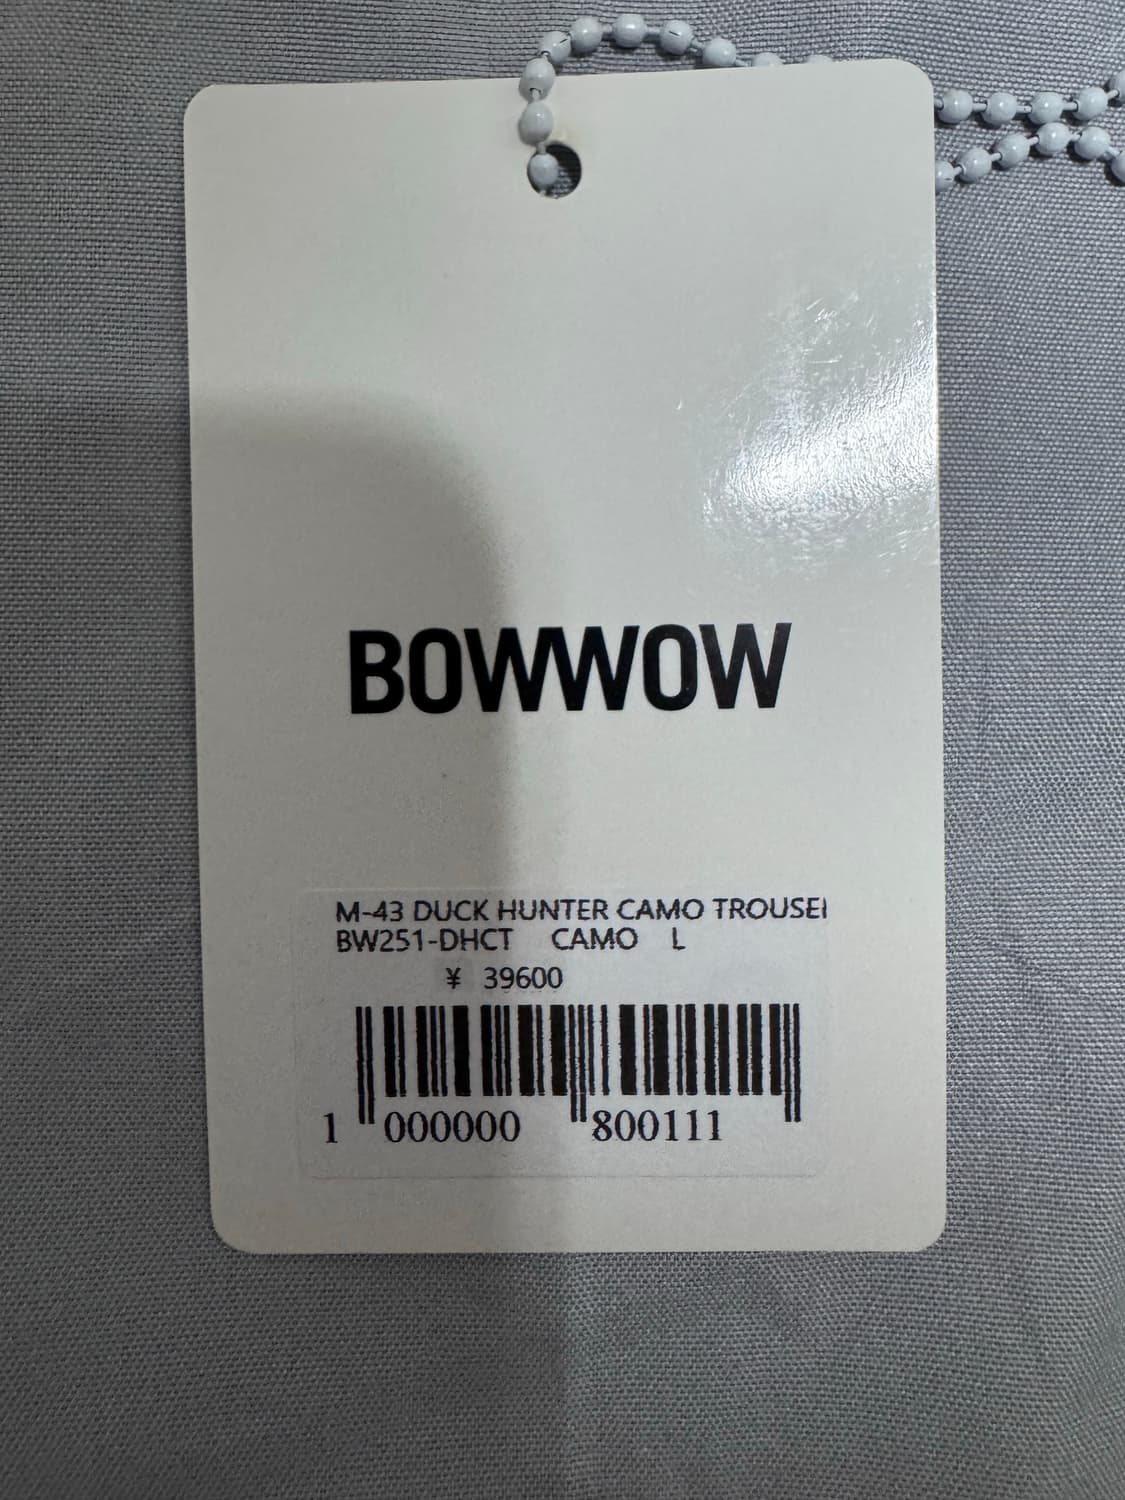 BOWWOW
M-43 DUCK HUNTER CAMO TROUSEI
BW251-DHCT CAMO L
¥ 39600
1 000000 800111